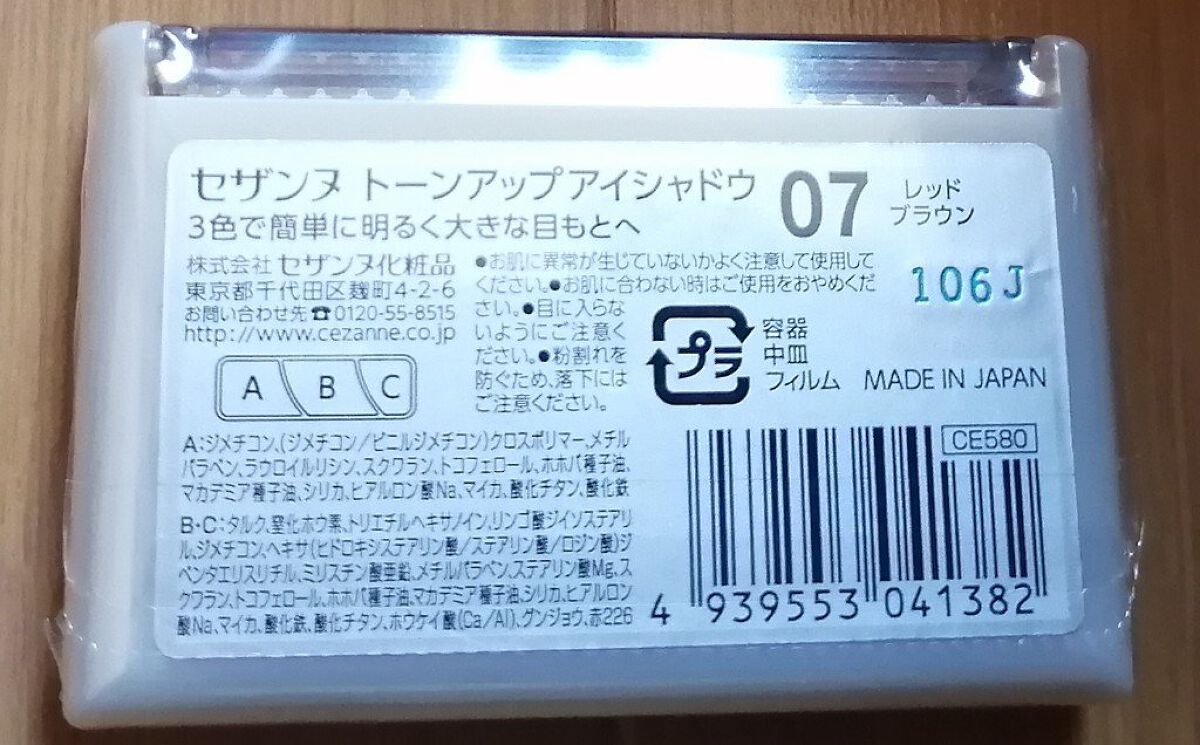 セザンヌ トーンアップアイシャドウ 07 レッド
ブラウン
3色で簡単に明るく大きな目もとへ
株式会社 セザンヌ化粧品
東京都千代田区麹町4-2-6
お問い合わせ先☎0120-55-8515
http://www.cezanne.co.jp
●お肌に異常が生じていないかよく注意して使用して
ください。●お肌に合わない時はご使用をおやめくだ
さい。●目に入らな
いようにご注意く
ださい。●粉割れを
防ぐため、落下には
ご注意ください。
106J
プラ
容器
中皿
フィルム
MADE IN JAPAN
A B C
A:ジメチコン、(ジメチコン/ビニルジメチコン)クロスポリマー、メチル
パラベン、ラウロイルリシン、スクワラン、トコフェロール、ホホバ種子油、
マカデミア種子油、シリカ、ヒアルロン酸Na、マイカ、酸化チタン、酸化鉄
B・C:タルク、窒化ホウ素、トリエチルヘキサノイン、リンゴ酸ジイソステアリ
ル、ジメチコン、ヘキサ(ヒドロキシステアリン酸/ステアリン酸/ロジン酸)ジ
ペンタエリスリチル、ミリスチン酸亜鉛、メチルパラベン、ステアリン酸Mg、ス
クワラン、トコフェロール、ホホバ種子油、マカデミア種子油、シリカ、ヒアルロン
酸Na、マイカ、酸化鉄、酸化チタン、ホウケイ酸(Ca/Al)、グンジョウ、赤226
CE580
4 939553 041382